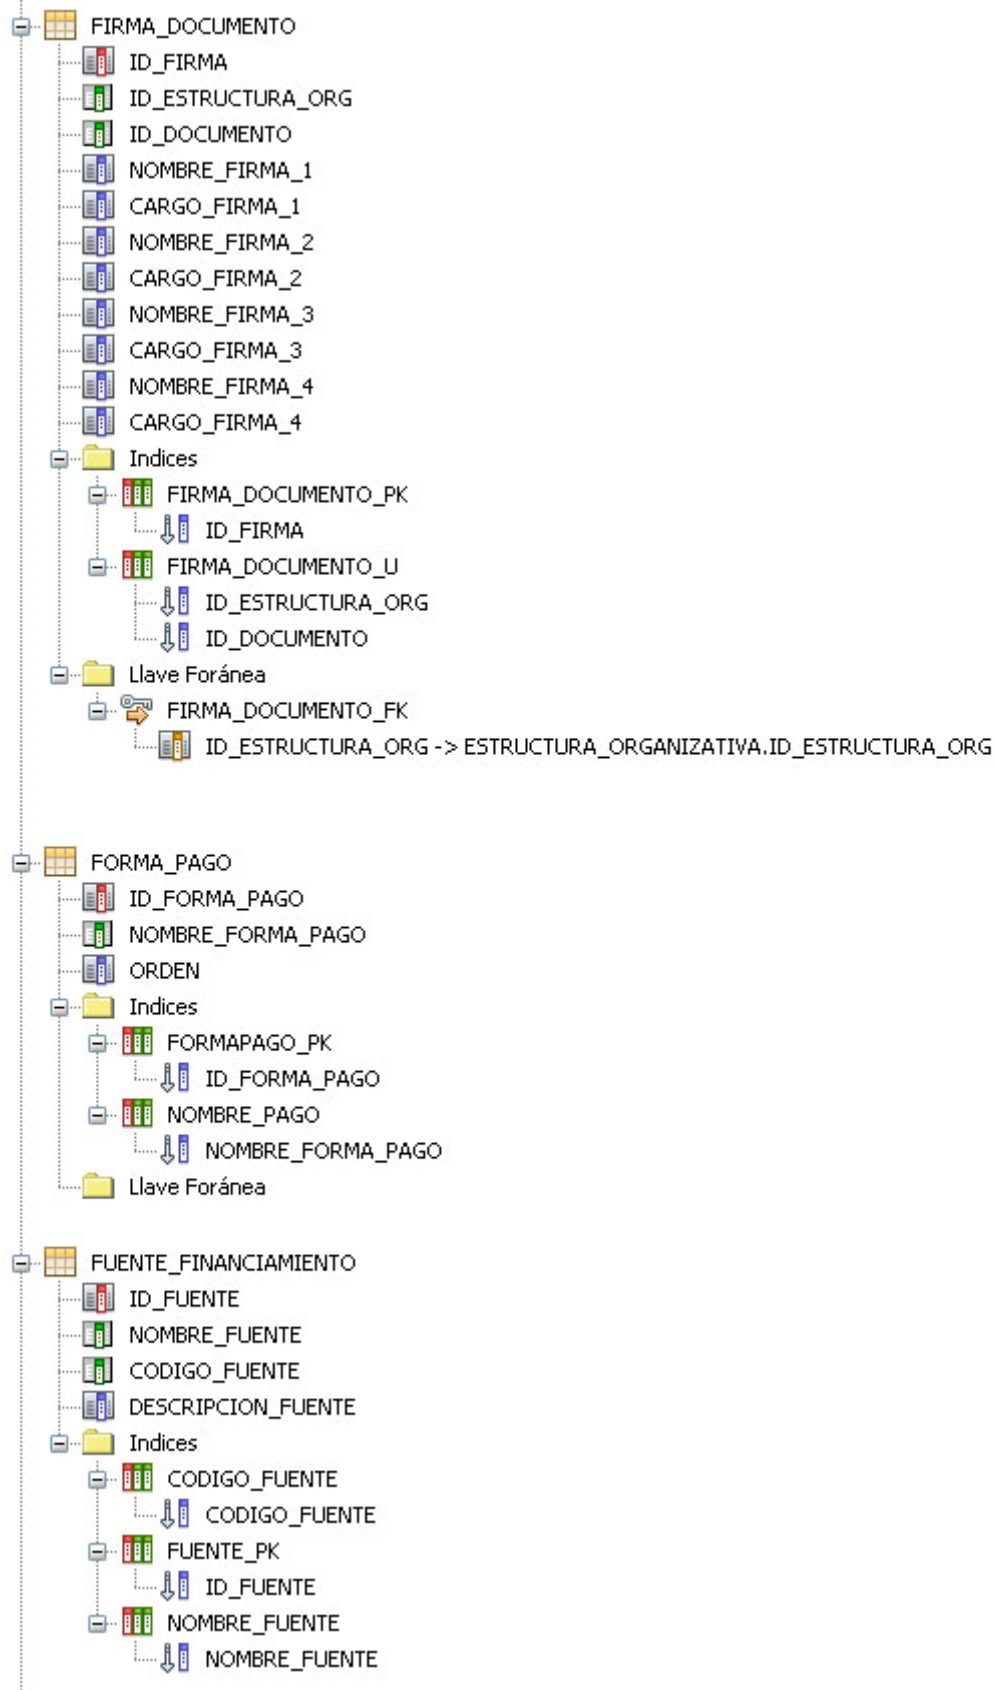 FIRMA_DOCUMENTO
ID_FIRMA
ID_ESTRUCTURA_ORG
ID_DOCUMENTO
NOMBRE_FIRMA_1
CARGO_FIRMA_1
NOMBRE_FIRMA_2
CARGO_FIRMA_2
NOMBRE_FIRMA_3
CARGO_FIRMA_3
NOMBRE_FIRMA_4
CARGO_FIRMA_4
Indices
FIRMA_DOCUMENTO_PK
ID_FIRMA
FIRMA_DOCUMENTO_U
ID_ESTRUCTURA_ORG
ID_DOCUMENTO
Llave Foránea
FIRMA_DOCUMENTO_FK
ID_ESTRUCTURA_ORG -> ESTRUCTURA_ORGANIZATIVA.ID_ESTRUCTURA_ORG
FORMA_PAGO
ID_FORMA_PAGO
NOMBRE_FORMA_PAGO
ORDEN
Indices
FORMAPAGO_PK
ID_FORMA_PAGO
NOMBRE_PAGO
NOMBRE_FORMA_PAGO
Llave Foránea
FUENTE_FINANCIAMIENTO
ID_FUENTE
NOMBRE_FUENTE
CODIGO_FUENTE
DESCRIPCION_FUENTE
Indices
CODIGO_FUENTE
CODIGO_FUENTE
FUENTE_PK
ID_FUENTE
NOMBRE_FUENTE
NOMBRE_FUENTE